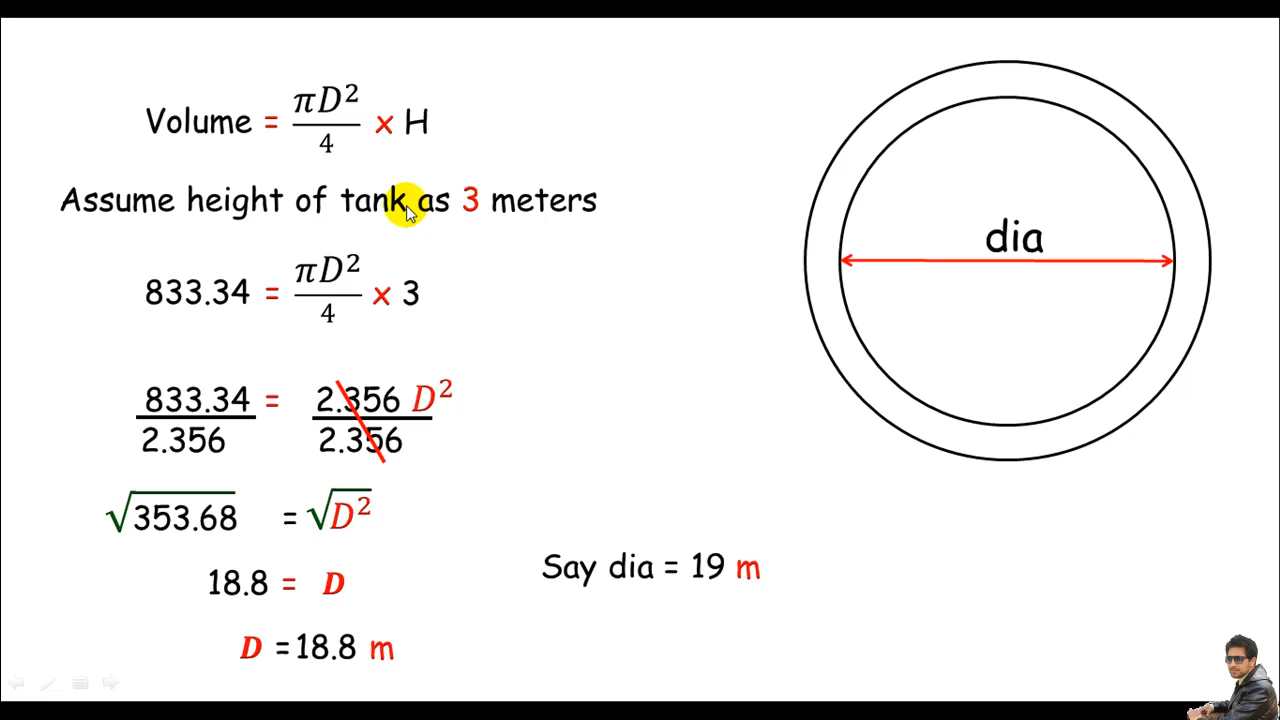 Volume = πD²/4 x H
Assume height of tank as 3 meters
833.34 = πD²/4 x 3
833.34/2.356 = 2.356 D²/2.356
√353.68 = √D²
18.8 = D
D = 18.8 m
Say dia = 19 m
dia